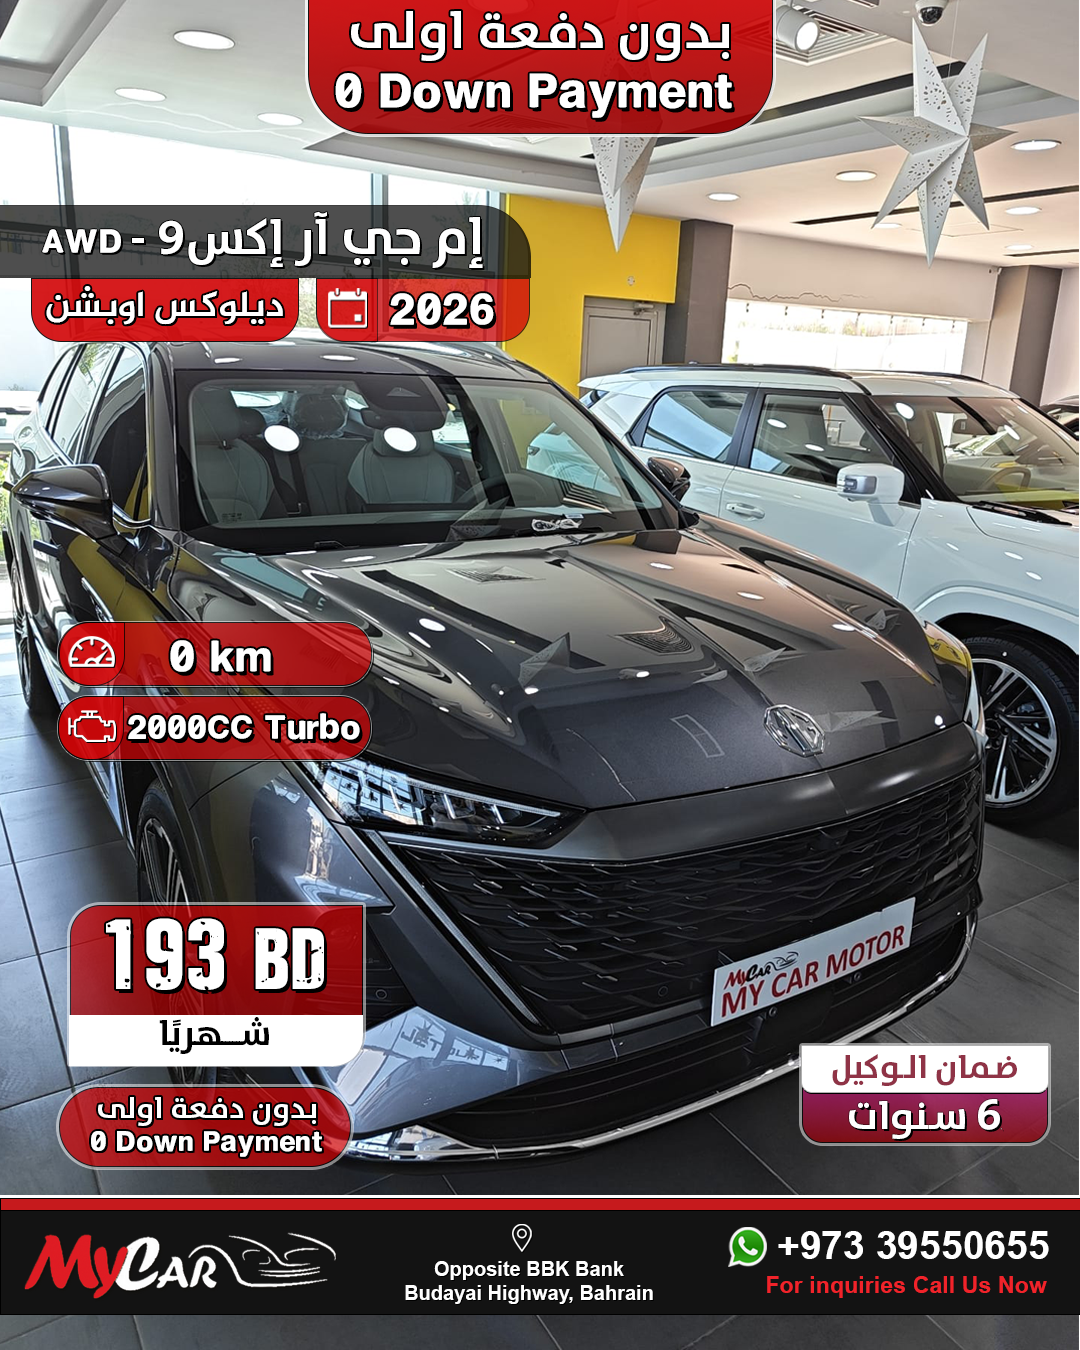 بدون دفعة اولى
0 Down Payment
إم جي آر إكس9 - AWD
ديلوكس اوبشن
2026
0 km
2000CC Turbo
193 BD
شهريًا
بدون دفعة اولى
0 Down Payment
MyCar
MY CAR MOTOR
JETOUR
ضمان الوكيل
6 سنوات
MyCar
Opposite BBK Bank
Budayai Highway, Bahrain
+973 39550655
For inquiries Call Us Now